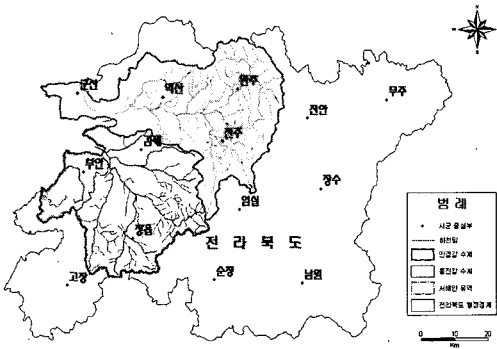 N
W
E
S
군산
익산
완주
무주
진안
전주
김제
부안
장수
임실
정읍
전 라 북 도
고창
순창
남원
범 례
시군 중심부
하천망
만경강 수계
동진강 수계
서해안 유역
전라북도 행정경계
0 10 20
Km